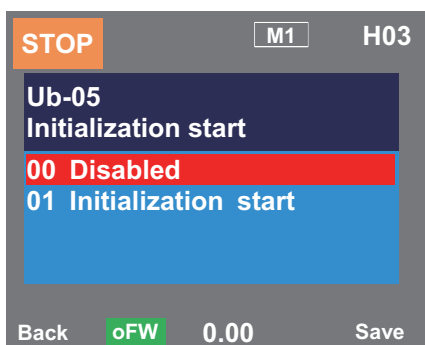 STOP M1 H03
Ub-05
Initialization start
00 Disabled
01 Initialization start
Back oFW 0.00 Save